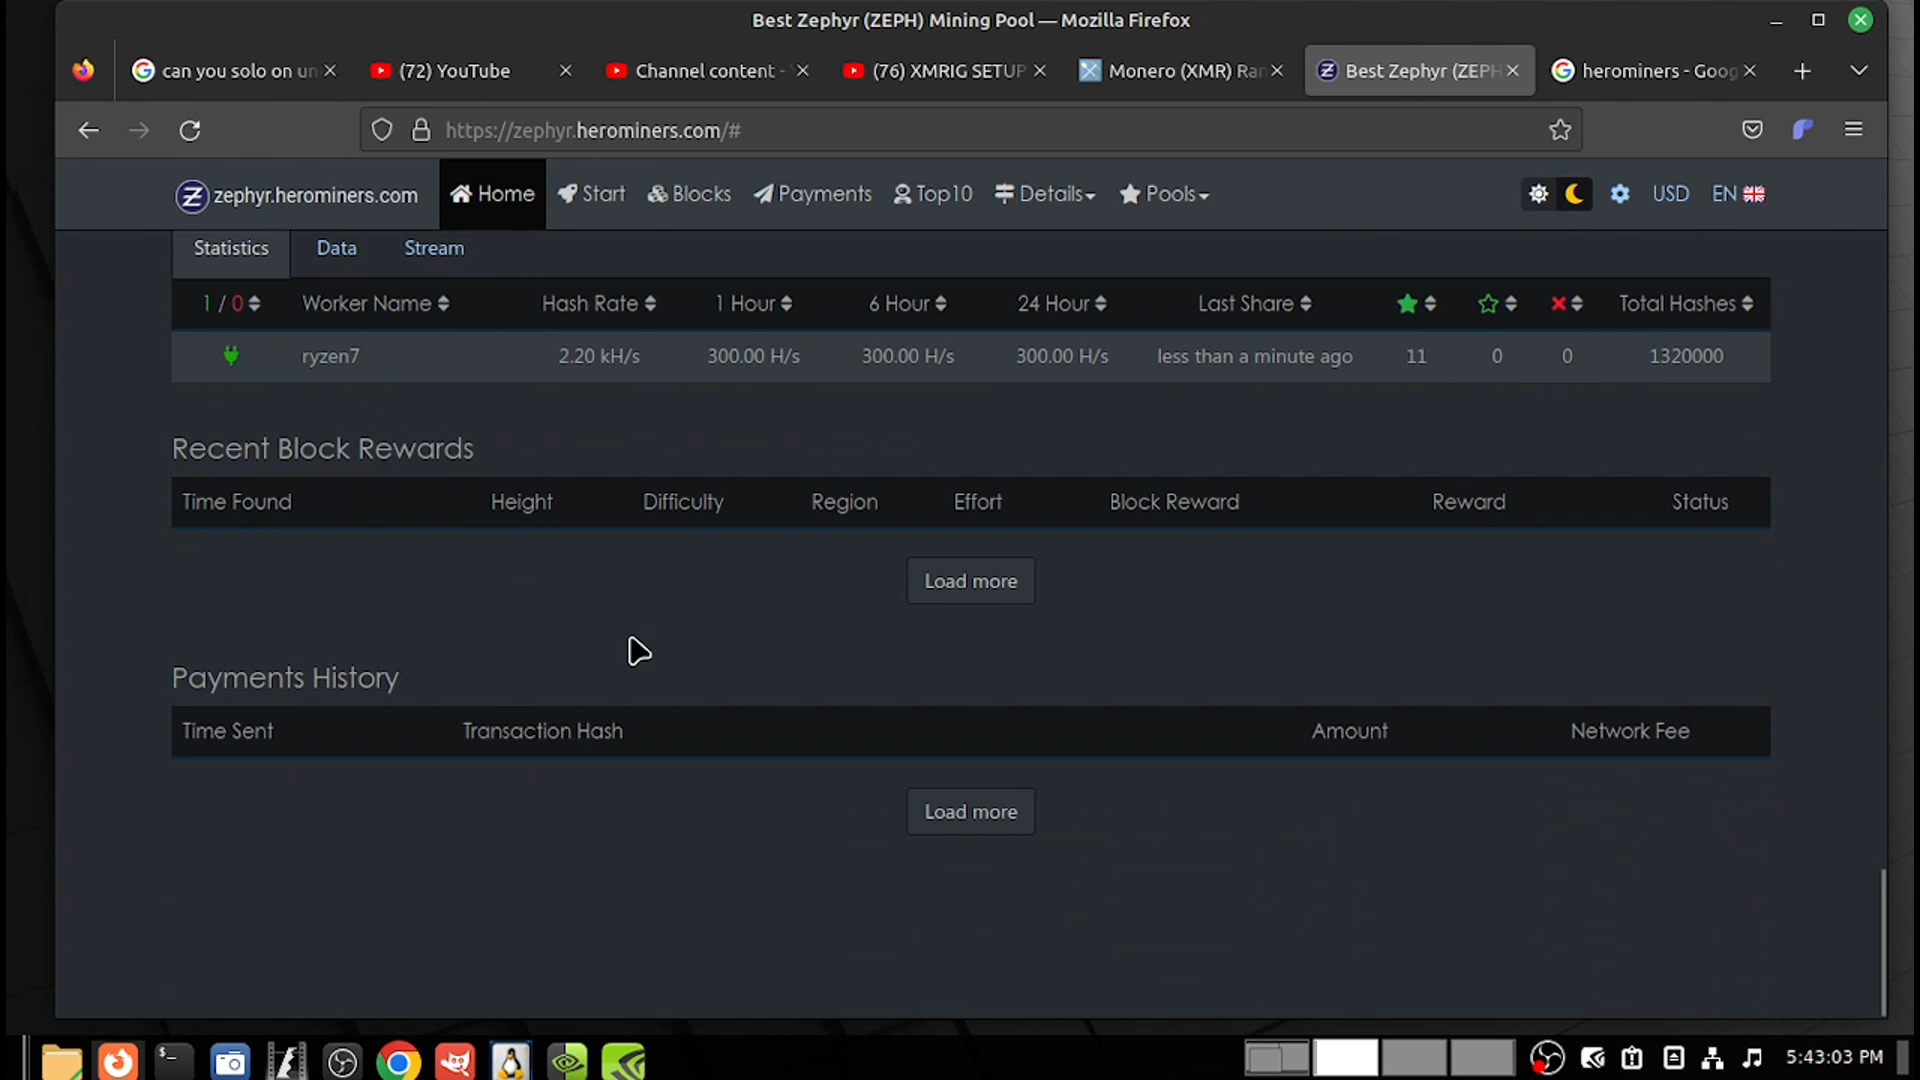 Best Zephyr (ZEPH) Mining Pool — Mozilla Firefox
can you solo on un
(72) YouTube
Channel content -
(76) XMRIG SETUP
Monero (XMR) Ran
Best Zephyr (ZEPH
herominers - Goog
https://zephyr.herominers.com/#
zephyr.herominers.com Home Start Blocks Payments Top10 Details Pools USD EN
Statistics Data Stream
1 / 0 Worker Name Hash Rate 1 Hour 6 Hour 24 Hour Last Share Total Hashes
ryzen7 2.20 kH/s 300.00 H/s 300.00 H/s 300.00 H/s less than a minute ago 11 0 0 1320000
Recent Block Rewards
Time Found Height Difficulty Region Effort Block Reward Reward Status
Load more
Payments History
Time Sent Transaction Hash Amount Network Fee
Load more
5:43:03 PM